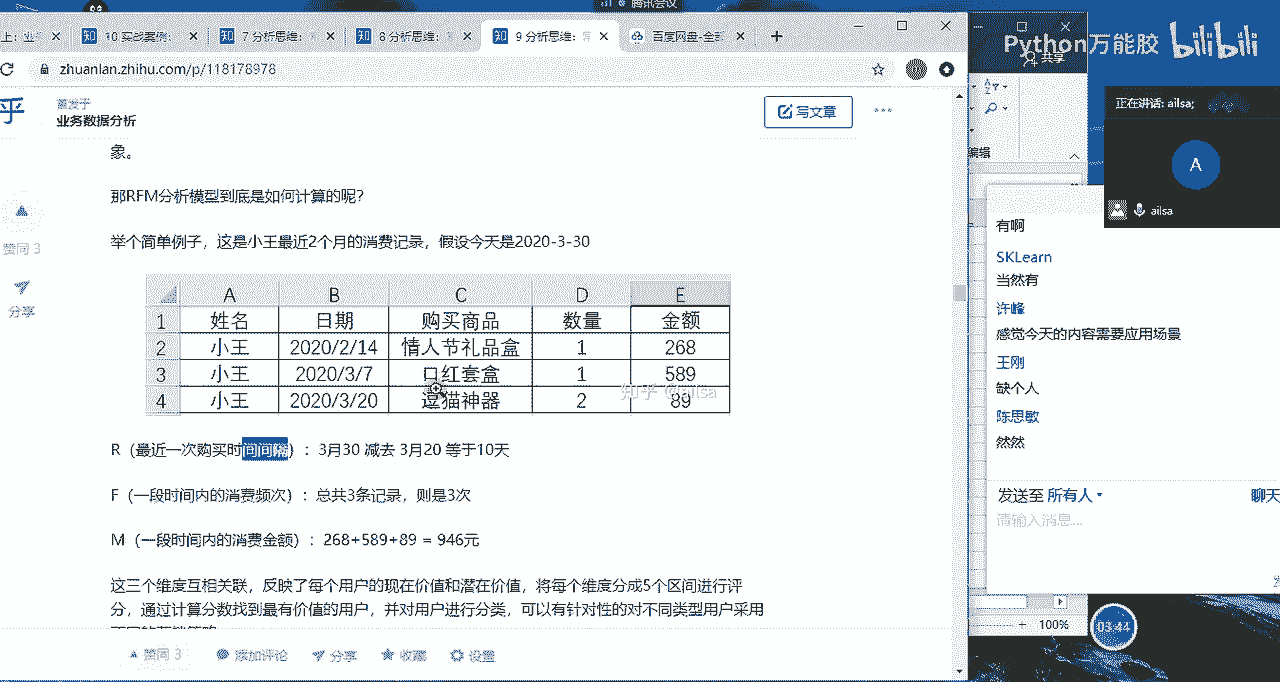 腾讯会议
10 实战案例:
7 分析思维:
8 分析思维:
9 分析思维:
百度网盘-全部
zhuanlan.zhihu.com/p/118178978
Python万能胶 bilibili
共享
乎
首发于
业务数据分析
写文章
编辑
正在讲话: ailsa;
A
ailsa
象。
那RFM分析模型到底是如何计算的呢?
举个简单例子，这是小王最近2个月的消费记录，假设今天是2020-3-30
A B C D E
1 姓名 日期 购买商品 数量 金额
2 小王 2020/2/14 情人节礼品盒 1 268
3 小王 2020/3/7 口红套盒 1 589
4 小王 2020/3/20 逗猫神器 2 89
知乎 @ailsa
R（最近一次购买时间间隔）：3月30 减去 3月20 等于10天
F（一段时间内的消费频次）：总共3条记录，则是3次
M（一段时间内的消费金额）：268+589+89 = 946元
这三个维度互相关联，反映了每个用户的现在价值和潜在价值，将每个维度分成5个区间进行评
分，通过计算分数找到最有价值的用户，并对用户进行分类，可以有针对性的对不同类型用户采用
赞同 3
分享
赞同 3 添加评论 分享 收藏 设置
有啊
SKLearn
当然有
许峰
感觉今天的内容需要应用场景
王刚
缺个人
陈思敏
然然
发送至 所有人 聊天
请输入消息...
100%
03:44